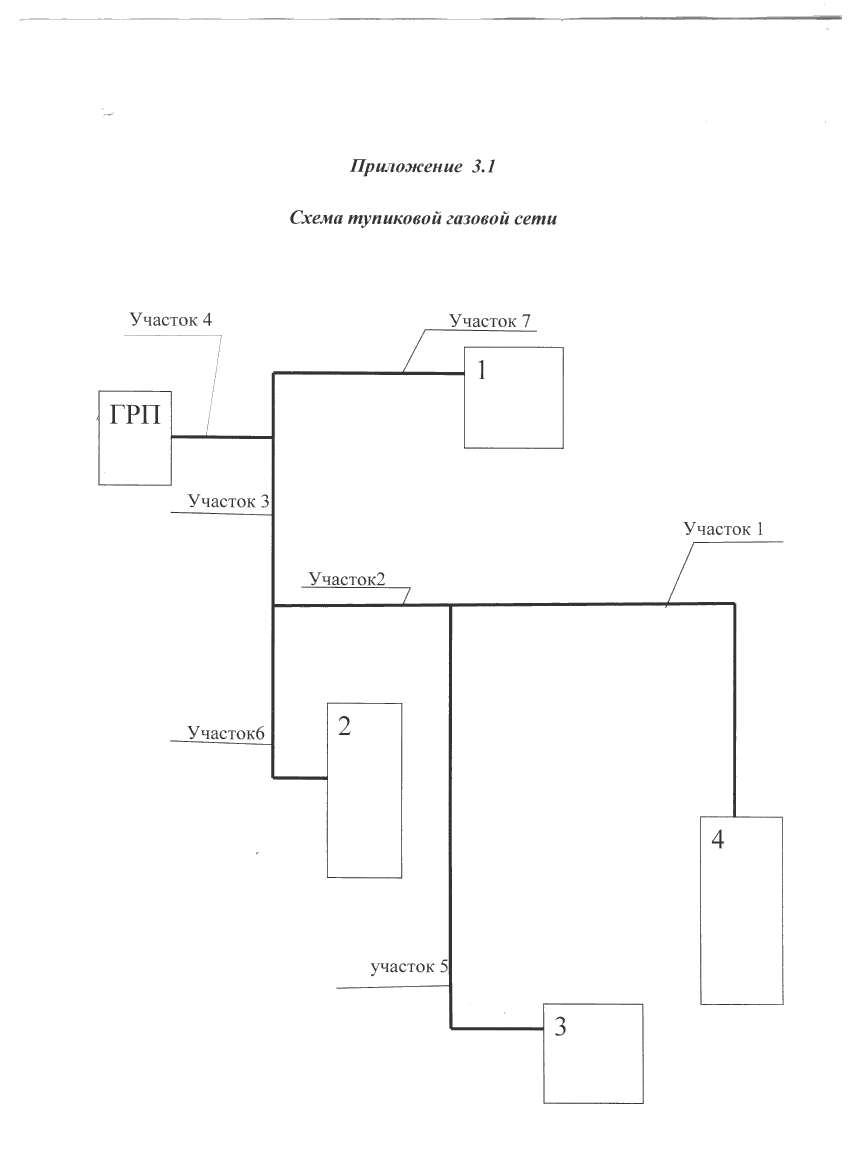 Приложение 3.1
Схема тупиковой газовой сети
Участок 4
Участок 7
1
ГРП
Участок 3
Участок 1
Участок2
Участок6
2
4
участок 5
3